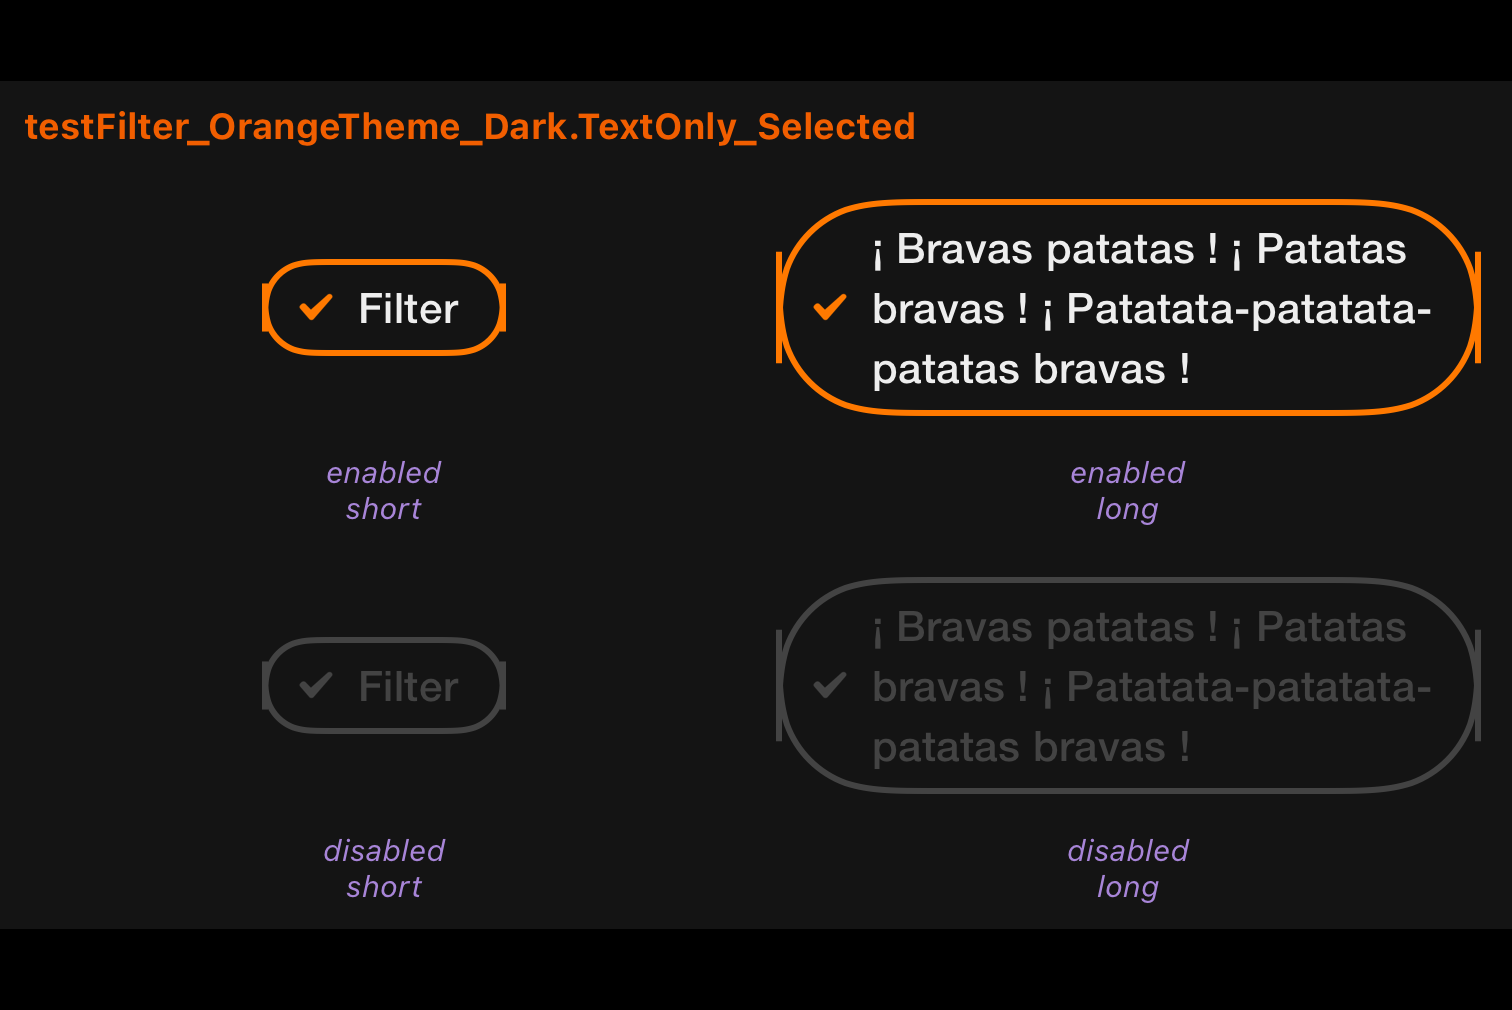 testFilter_OrangeTheme_Dark.TextOnly_Selected
Filter
¡ Bravas patatas ! ¡ Patatas
bravas ! ¡ Patatata-patatata-
patatas bravas !
enabled
short
enabled
long
Filter
¡ Bravas patatas ! ¡ Patatas
bravas ! ¡ Patatata-patatata-
patatas bravas !
disabled
short
disabled
long